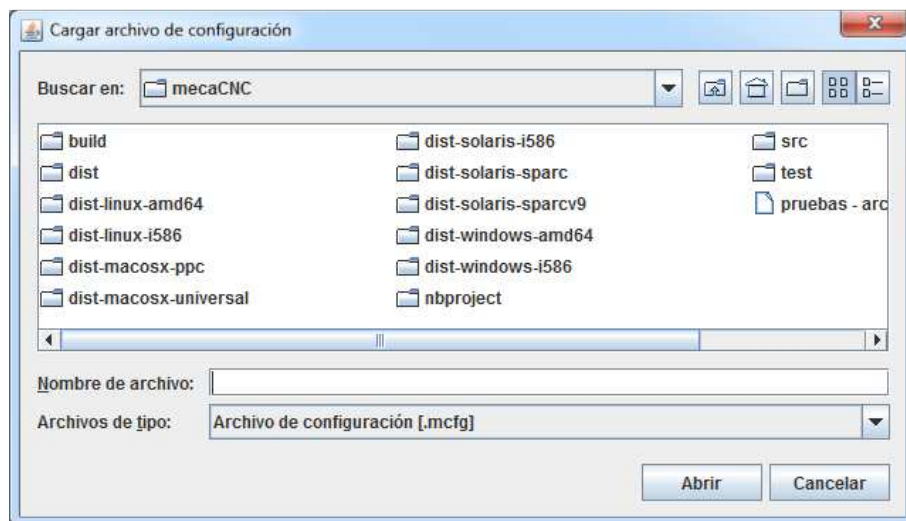 Cargar archivo de configuración
Buscar en: mecaCNC
build
dist
dist-linux-amd64
dist-linux-i586
dist-macosx-ppc
dist-macosx-universal
dist-solaris-i586
dist-solaris-sparc
dist-solaris-sparcv9
dist-windows-amd64
dist-windows-i586
nbproject
src
test
pruebas - arc
Nombre de archivo:
Archivos de tipo: Archivo de configuración [.mcfg]
Abrir Cancelar